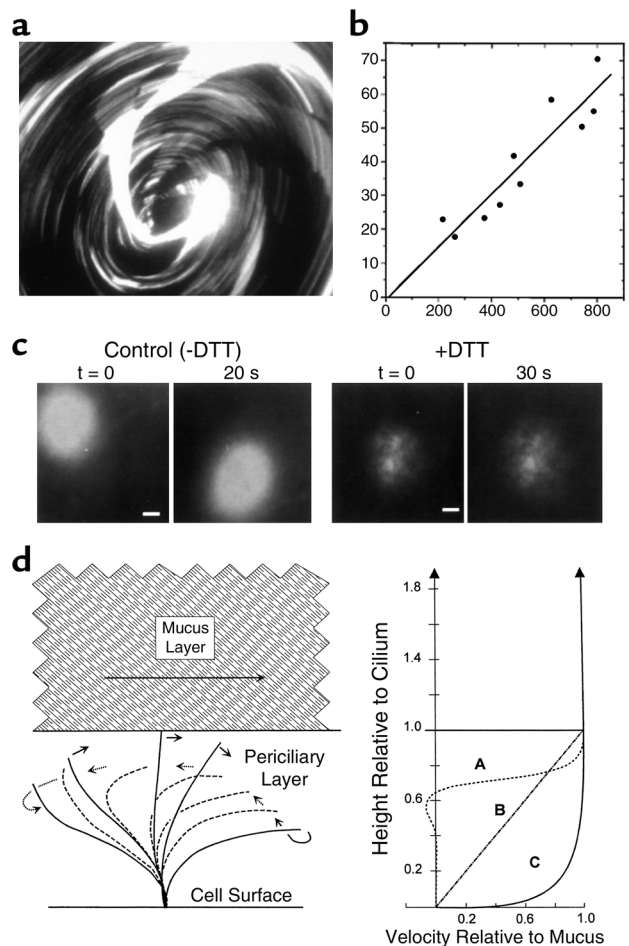 a
b
70
60
50
40
30
20
10
0
0 200 400 600 800
c
Control (-DTT)
+DTT
t = 0 20 s t = 0 30 s
d
Mucus
Layer
Periciliary
Layer
Cell Surface
Height Relative to Cilium
1.8
1.4
1.0
0.6
0.2
A
B
C
0.2 0.6 1.0
Velocity Relative to Mucus